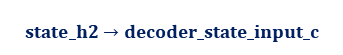 state_h2 → decoder_state_input_c